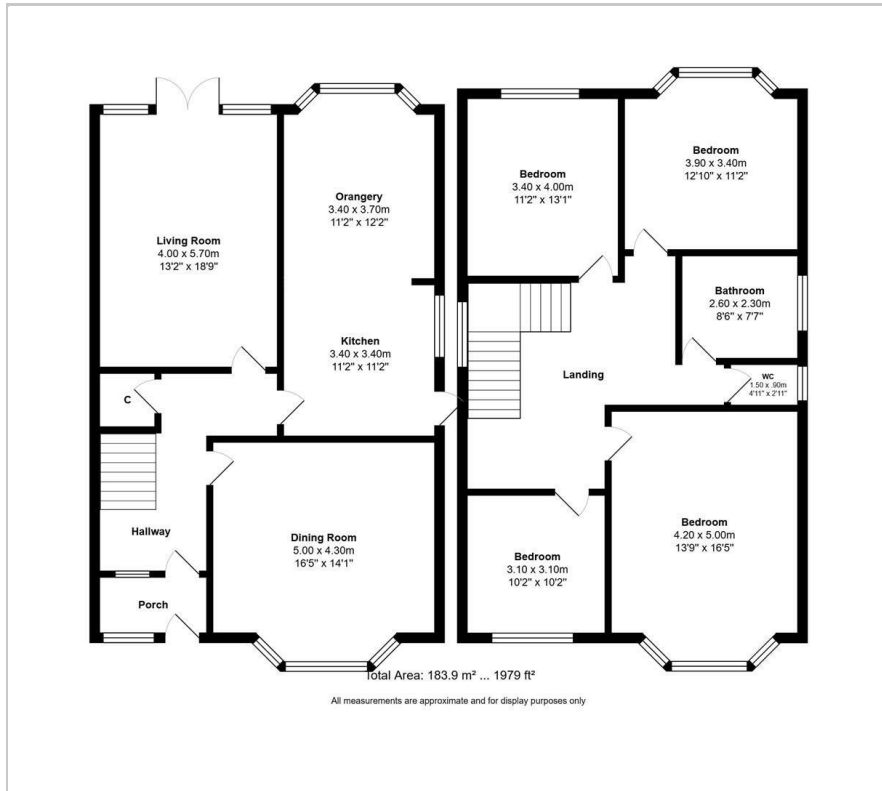 Living Room
4.00 x 5.70m
13'2" x 18'9"
Orangery
3.40 x 3.70m
11'2" x 12'2"
Kitchen
3.40 x 3.40m
11'2" x 11'2"
C
Hallway
Dining Room
5.00 x 4.30m
16'5" x 14'1"
Porch
Bedroom
3.40 x 4.00m
11'2" x 13'1"
Bedroom
3.90 x 3.40m
12'10" x 11'2"
Bathroom
2.60 x 2.30m
8'6" x 7'7"
WC
1.50 x .90m
4'11" x 2'11"
Landing
Bedroom
3.10 x 3.10m
10'2" x 10'2"
Bedroom
4.20 x 5.00m
13'9" x 16'5"
Total Area: 183.9 m² ... 1979 ft²
All measurements are approximate and for display purposes only